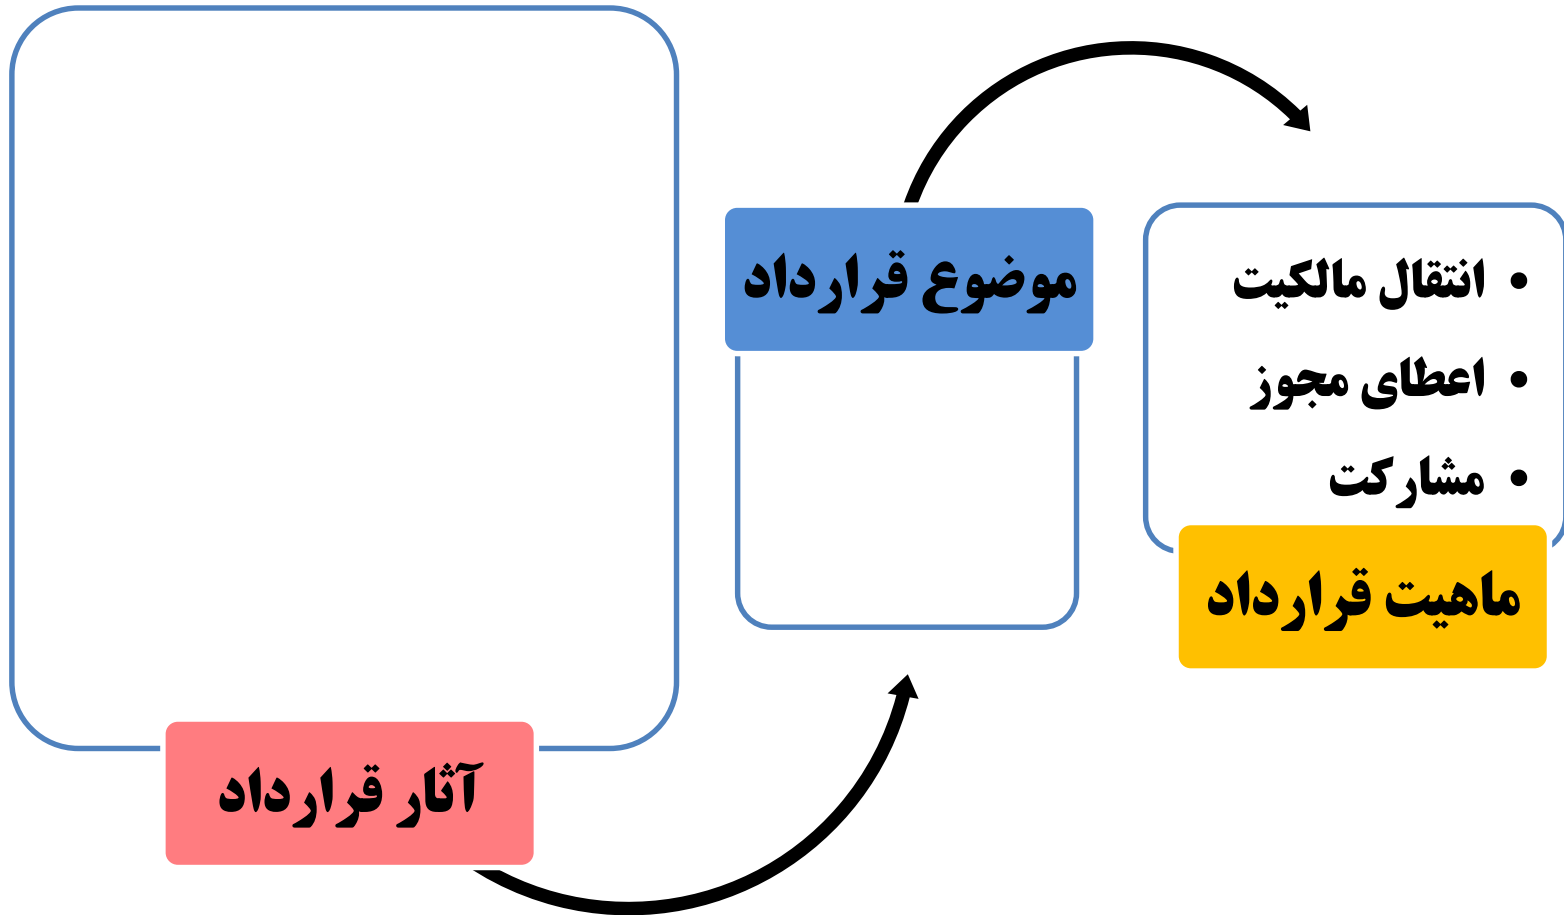 • انتقال مالکیت
• اعطای مجوز
• مشارکت
ماهیت قرارداد
موضوع قرارداد
آثار قرارداد